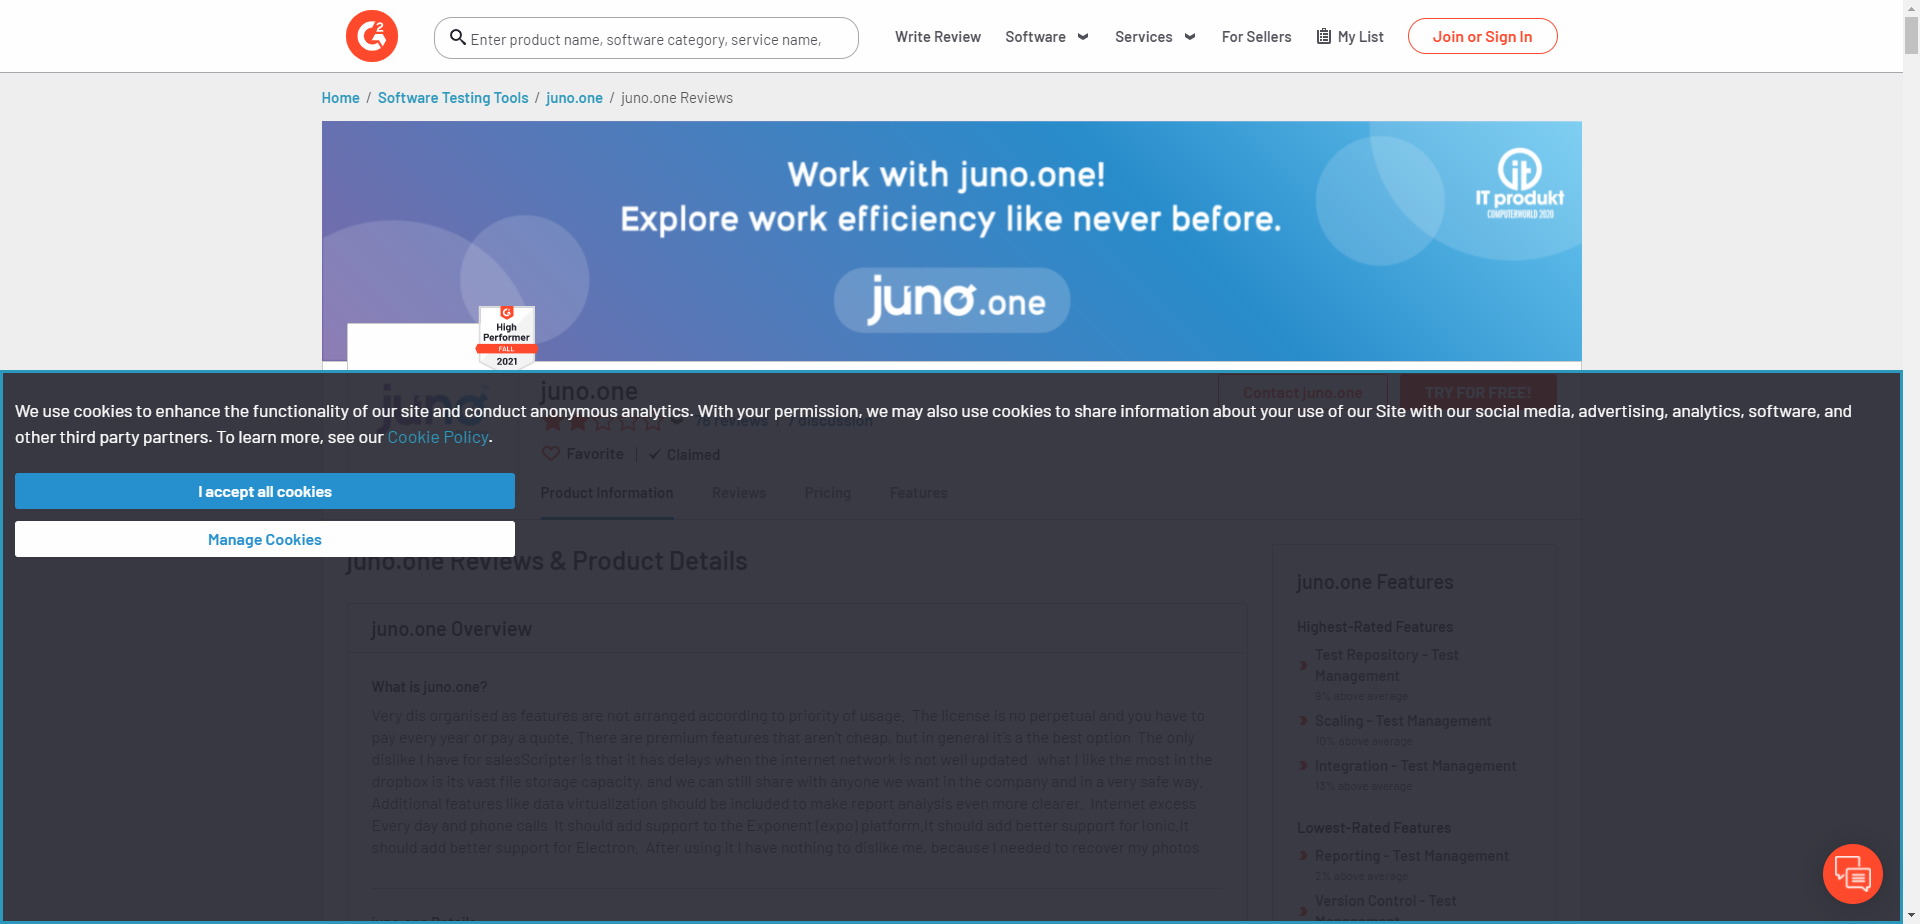 Enter product name, software category, service name,
Write Review
Software
Services
For Sellers
My List
Join or Sign In
Home / Software Testing Tools / juno.one / juno.one Reviews
Work with juno.one!
Explore work efficiency like never before.
juno.one
it
IT produkt
COMPUTERWORLD 2020
High
Performer
FALL
2021
juno.one
Contact juno.one
TRY FOR FREE!
We use cookies to enhance the functionality of our site and conduct anonymous analytics. With your permission, we may also use cookies to share information about your use of our Site with our social media, advertising, analytics, software, and
other third party partners. To learn more, see our Cookie Policy.
Favorite
Claimed
I accept all cookies
Manage Cookies
Product Information
Reviews
Pricing
Features
juno.one Reviews & Product Details
juno.one Overview
What is juno.one?
Very dis organised as features are not arranged according to priority of usage. The license is no perpetual and you have to
pay every year or pay a quote. There are premium features that aren't cheap, but in general it's a the best option The only
dislike I have for salesScripter is that it has delays when the internet network is not well updated what I like the most in the
dropbox is its vast file storage capacity, and we can still share with anyone we want in the company and in a very safe way.
Additional features like data virtualization should be included to make report analysis even more clearer. Internet excess
Every day and phone calls It should add support to the Exponent (expo) platform.It should add better support for Ionic.It
should add better support for Electron. After using it I have nothing to dislike me, because I needed to recover my photos
juno.one Features
Highest-Rated Features
Test Repository - Test
Management
9% above average
Scaling - Test Management
10% above average
Integration - Test Management
13% above average
Lowest-Rated Features
Reporting - Test Management
2% above average
Version Control - Test